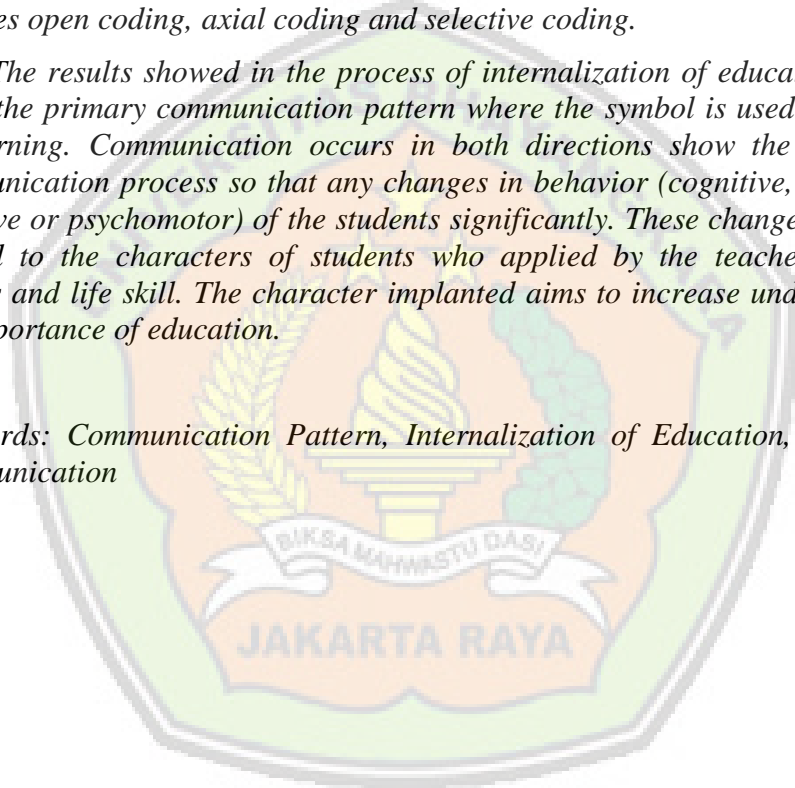 es open coding, axial coding and selective coding.
The results showed in the process of internalization of educa
the primary communication pattern where the symbol is used
rning. Communication occurs in both directions show the
unication process so that any changes in behavior (cognitive,
ve or psychomotor) of the students significantly. These change
l to the characters of students who applied by the teache
and life skill. The character implanted aims to increase und
portance of education.
rds: Communication Pattern, Internalization of Education,
unication
UNIVERSITAS BHAYANGKARA
BIKSA MAHWASTU DASI
JAKARTA RAYA